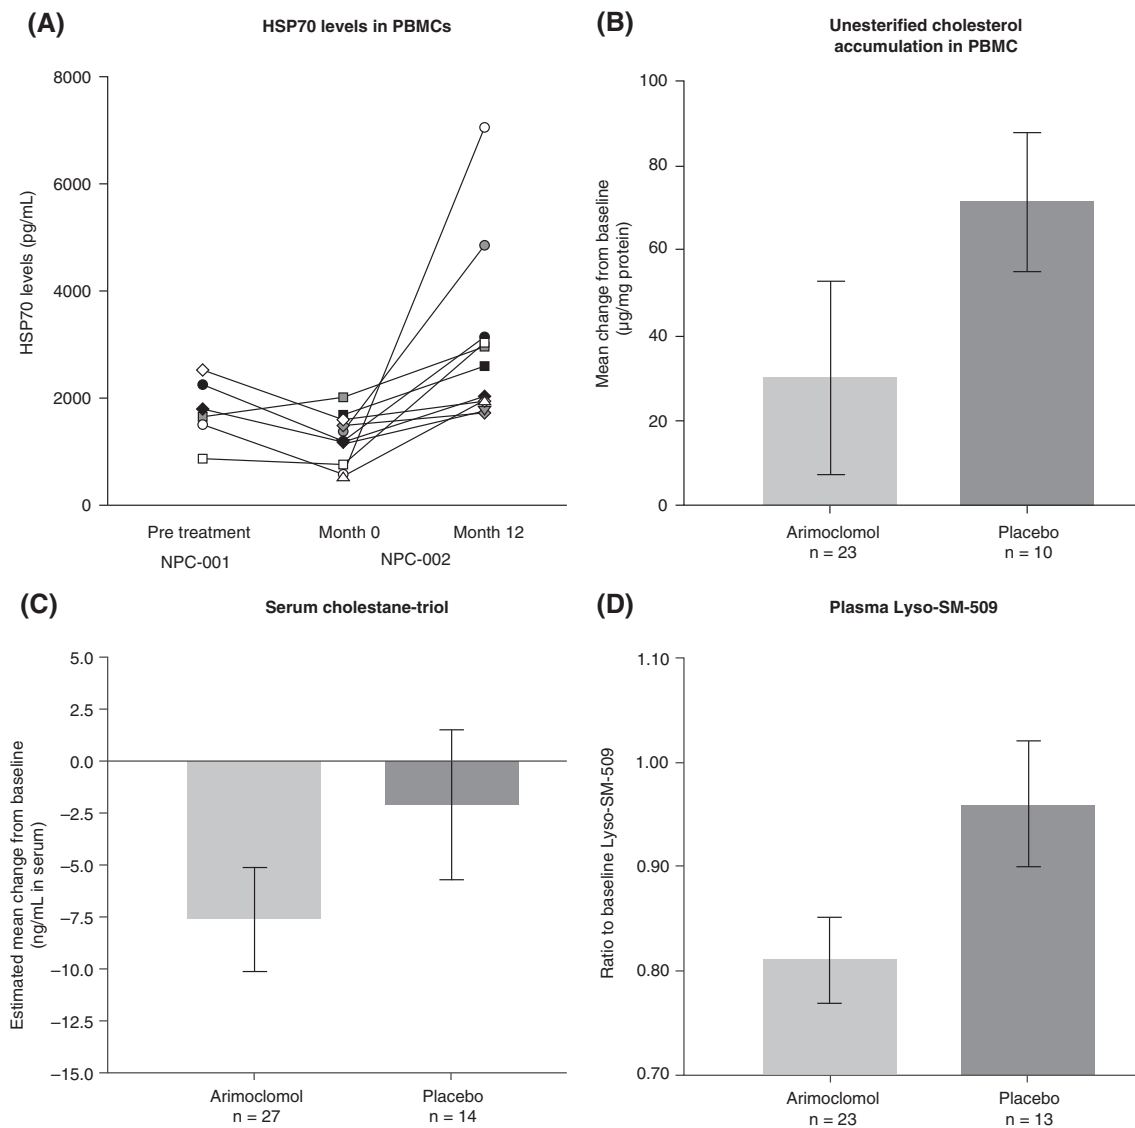 (A)
HSP70 levels in PBMCs
8000
6000
4000
2000
0
HSP70 levels (pg/mL)
Pre treatment
Month 0
Month 12
NPC-001
NPC-002
(B)
Unesterified cholesterol
accumulation in PBMC
100
80
60
40
20
0
Mean change from baseline
(µg/mg protein)
Arimoclomol
n = 23
Placebo
n = 10
(C)
Serum cholestane-triol
5.0
2.5
0.0
–2.5
–5.0
–7.5
–10.0
–12.5
–15.0
Estimated mean change from baseline
(ng/mL in serum)
Arimoclomol
n = 27
Placebo
n = 14
(D)
Plasma Lyso-SM-509
1.10
1.00
0.90
0.80
0.70
Ratio to baseline Lyso-SM-509
Arimoclomol
n = 23
Placebo
n = 13